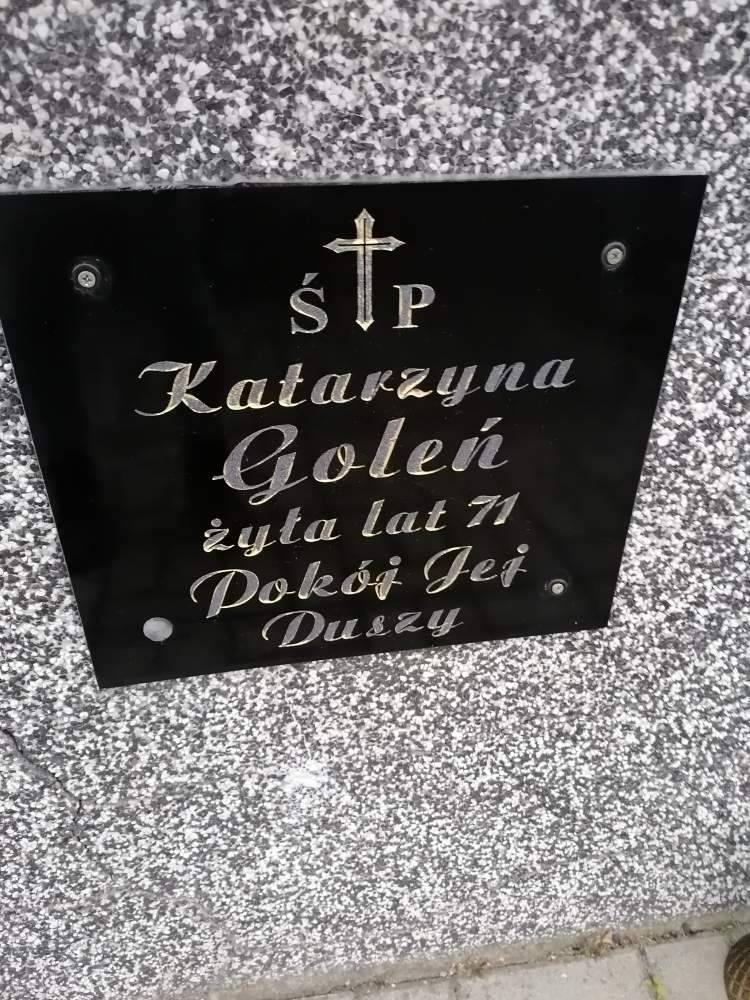 Ś P
Katarzyna
Goleń
żyła lat 71
Pokój Jej
Duszy